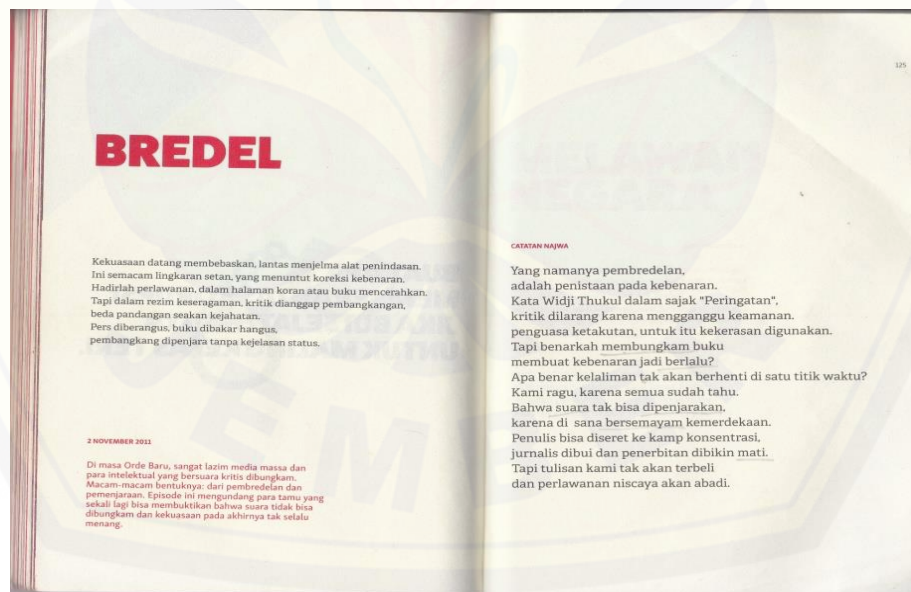 BREDEL
Kekuasaan datang membebaskan, lantas menjelma alat penindasan.
Ini semacam lingkaran setan, yang menuntut koreksi kebenaran.
Hadirlah perlawanan, dalam halaman koran atau buku mencerahkan.
Tapi dalam rezim keseragaman, kritik dianggap pembangkangan,
beda pandangan seakan kejahatan.
Pers diberangus, buku dibakar hangus,
pembangkang dipenjara tanpa kejelasan status.
2 NOVEMBER 2011
Di masa Orde Baru, sangat lazim media massa dan
para intelektual yang bersuara kritis dibungkam.
Macam-macam bentuknya: dari pembredelan dan
pemenjaraan. Episode ini mengundang para tamu yang
sekali lagi bisa membuktikan bahwa suara tidak bisa
dibungkam dan kekuasaan pada akhirnya tak selalu
menang.
125
CATATAN NAJWA
Yang namanya pembredelan,
adalah penistaan pada kebenaran.
Kata Widji Thukul dalam sajak "Peringatan",
kritik dilarang karena mengganggu keamanan.
penguasa ketakutan, untuk itu kekerasan digunakan.
Tapi benarkah membungkam buku
membuat kebenaran jadi berlalu?
Apa benar kelaliman tak akan berhenti di satu titik waktu?
Kami ragu, karena semua sudah tahu.
Bahwa suara tak bisa dipenjarakan,
karena di sana bersemayam kemerdekaan.
Penulis bisa diseret ke kamp konsentrasi,
jurnalis dibui dan penerbitan dibikin mati.
Tapi tulisan kami tak akan terbeli
dan perlawanan niscaya akan abadi.